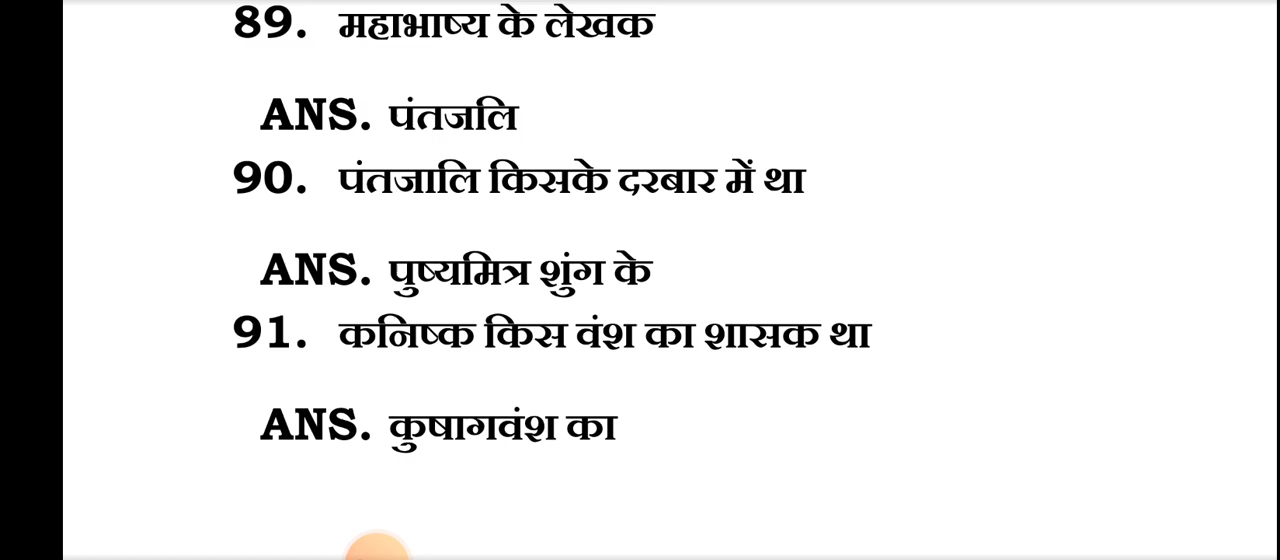 89. महाभाष्य के लेखक
ANS. पंतजलि
90. पंतजालि किसके दरबार में था
ANS. पुष्यमित्र शुंग के
91. कनिष्क किस वंश का शासक था
ANS. कुषागवंश का